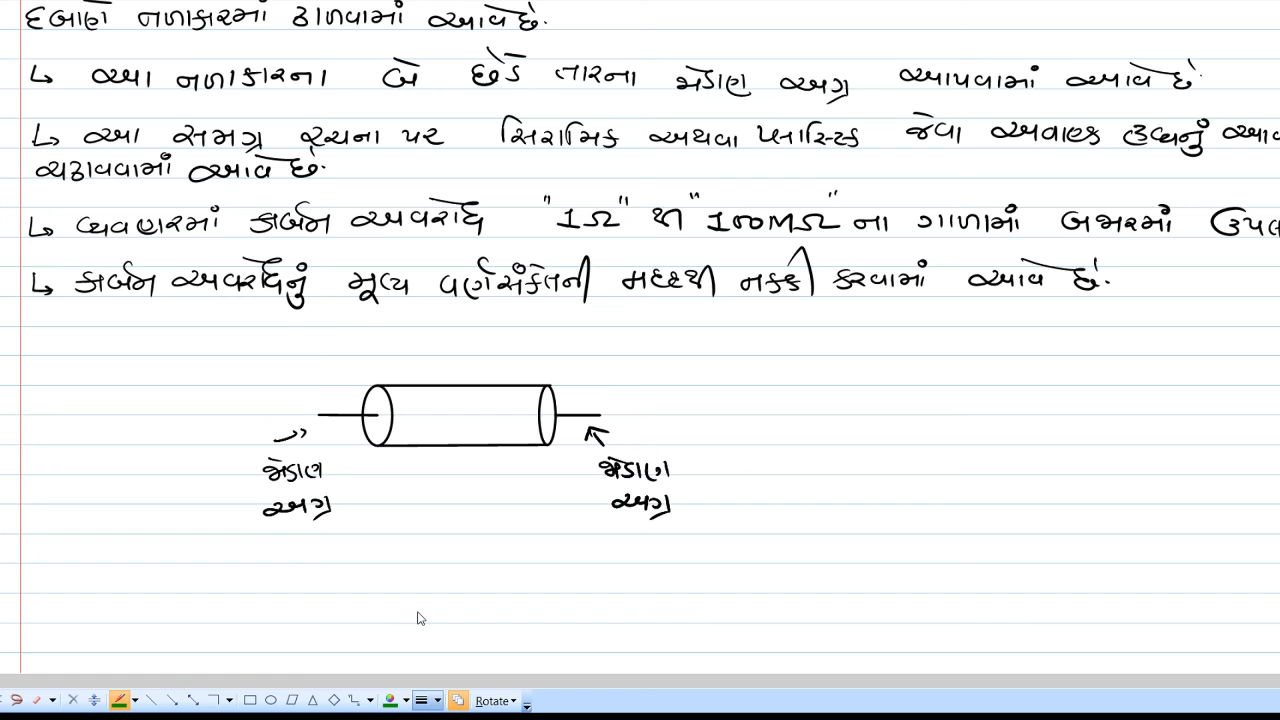 દબાણે નળાકારમાં ઢાળવામાં આવે છે.
↳ આ નળાકારના બે છેડે તારના જોડાણ અગ્ર આપવામાં આવે છે.
↳ આ સમગ્ર રચના પર સિરામિક અથવા પ્લાસ્ટિક જેવા અવાહક દ્રવ્યનું આવ
ચઢાવવામાં આવે છે.
↳ વ્યવહારમાં કાર્બન અવરોધ "1Ω" થી "100MΩ" ના ગાળામાં બજારમાં ઉપલ
↳ કાર્બન અવરોધનું મૂલ્ય વર્ણસંકેતની મદદથી નક્કી કરવામાં આવે છે.
જોડાણ
અગ્ર
જોડાણ
અગ્ર
Rotate